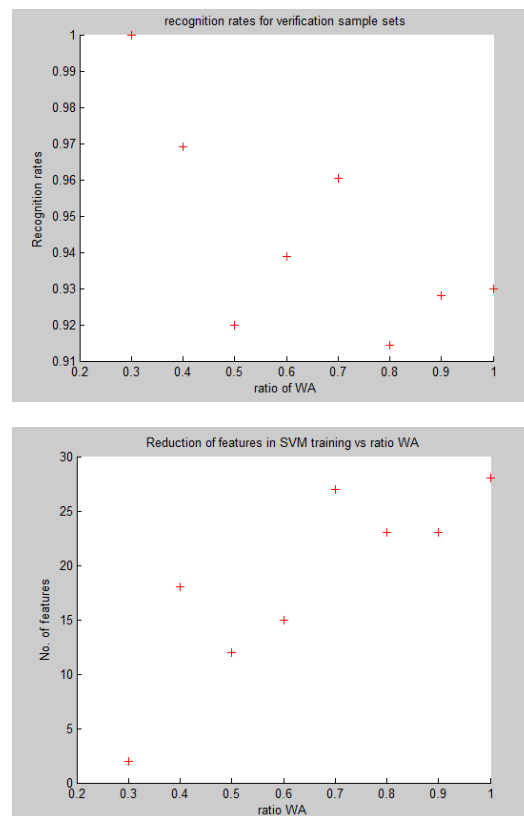 recognition rates for verification sample sets
1
0.99
0.98
0.97
0.96
0.95
0.94
0.93
0.92
0.91
Recognition rates
0.2 0.3 0.4 0.5 0.6 0.7 0.8 0.9 1
ratio of WA
Reduction of features in SVM training vs ratio WA
30
25
20
15
10
5
0
No. of features
0.2 0.3 0.4 0.5 0.6 0.7 0.8 0.9 1
ratio WA